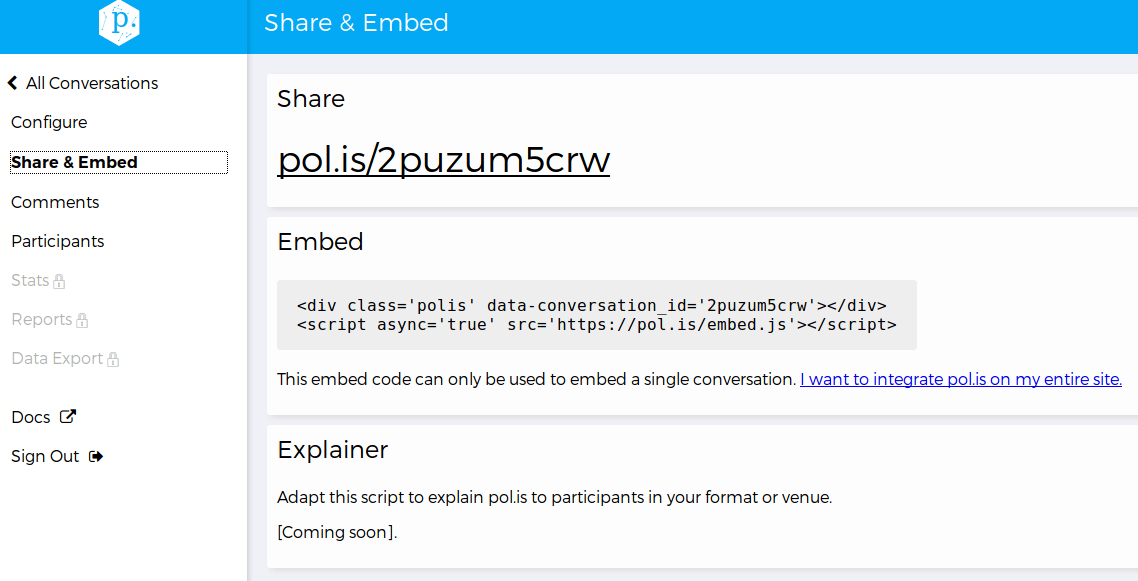 p.
Share & Embed
All Conversations
Configure
Share & Embed
Comments
Participants
Stats
Reports
Data Export
Docs
Sign Out
Share
pol.is/2puzum5crw
Embed
<div class='polis' data-conversation_id='2puzum5crw'></div>
<script async='true' src='https://pol.is/embed.js'></script>
This embed code can only be used to embed a single conversation. I want to integrate pol.is on my entire site.
Explainer
Adapt this script to explain pol.is to participants in your format or venue.
[Coming soon].